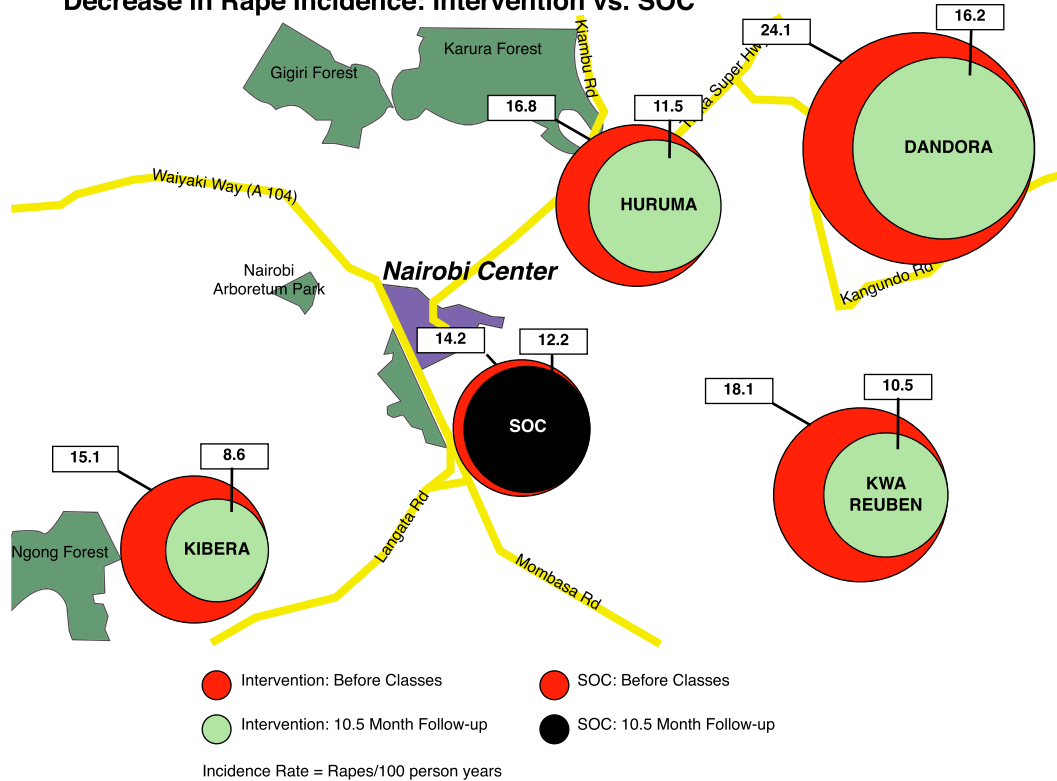 Decrease in Rape Incidence: Intervention vs. SOC
16.2
24.1
Kiambu Rd
Karura Forest
Gigiri Forest
Super Hwy
16.8
11.5
DANDORA
Waiyaki Way (A 104)
HURUMA
Nairobi
Arboretum Park
Nairobi Center
Kangundo Rd
14.2
12.2
18.1
10.5
SOC
15.1
8.6
KWA
REUBEN
Langata Rd
Ngong Forest
KIBERA
Mombasa Rd
Intervention: Before Classes
SOC: Before Classes
Intervention: 10.5 Month Follow-up
SOC: 10.5 Month Follow-up
Incidence Rate = Rapes/100 person years